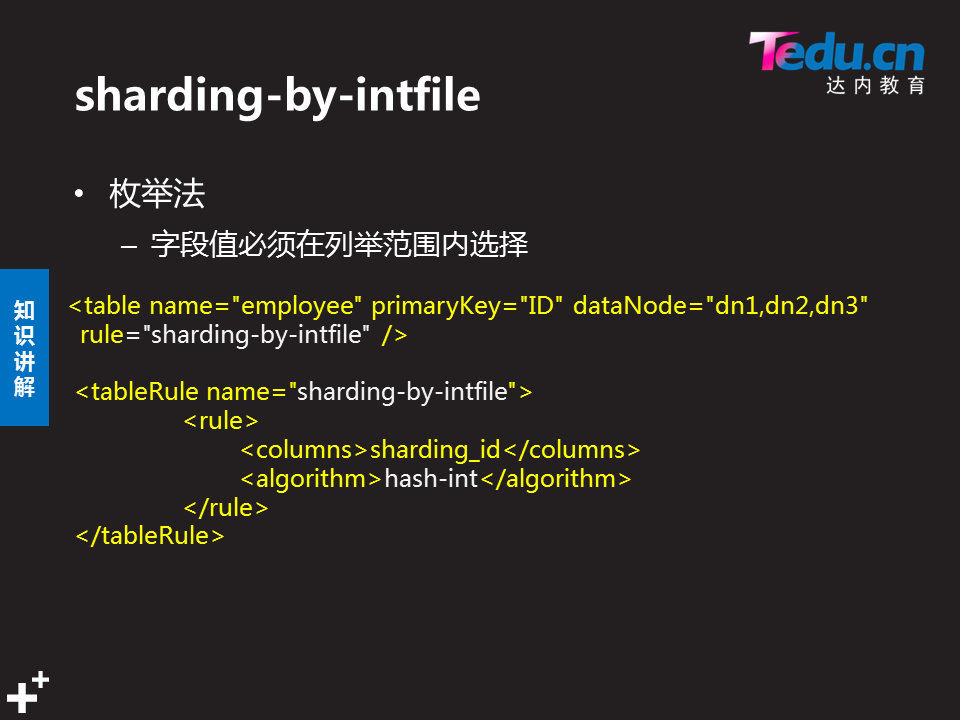 Tedu.cn
达内教育
sharding-by-intfile
• 枚举法
– 字段值必须在列举范围内选择
知识讲解
<table name="employee" primaryKey="ID" dataNode="dn1,dn2,dn3"
rule="sharding-by-intfile" />
<tableRule name="sharding-by-intfile">
<rule>
<columns>sharding_id</columns>
<algorithm>hash-int</algorithm>
</rule>
</tableRule>